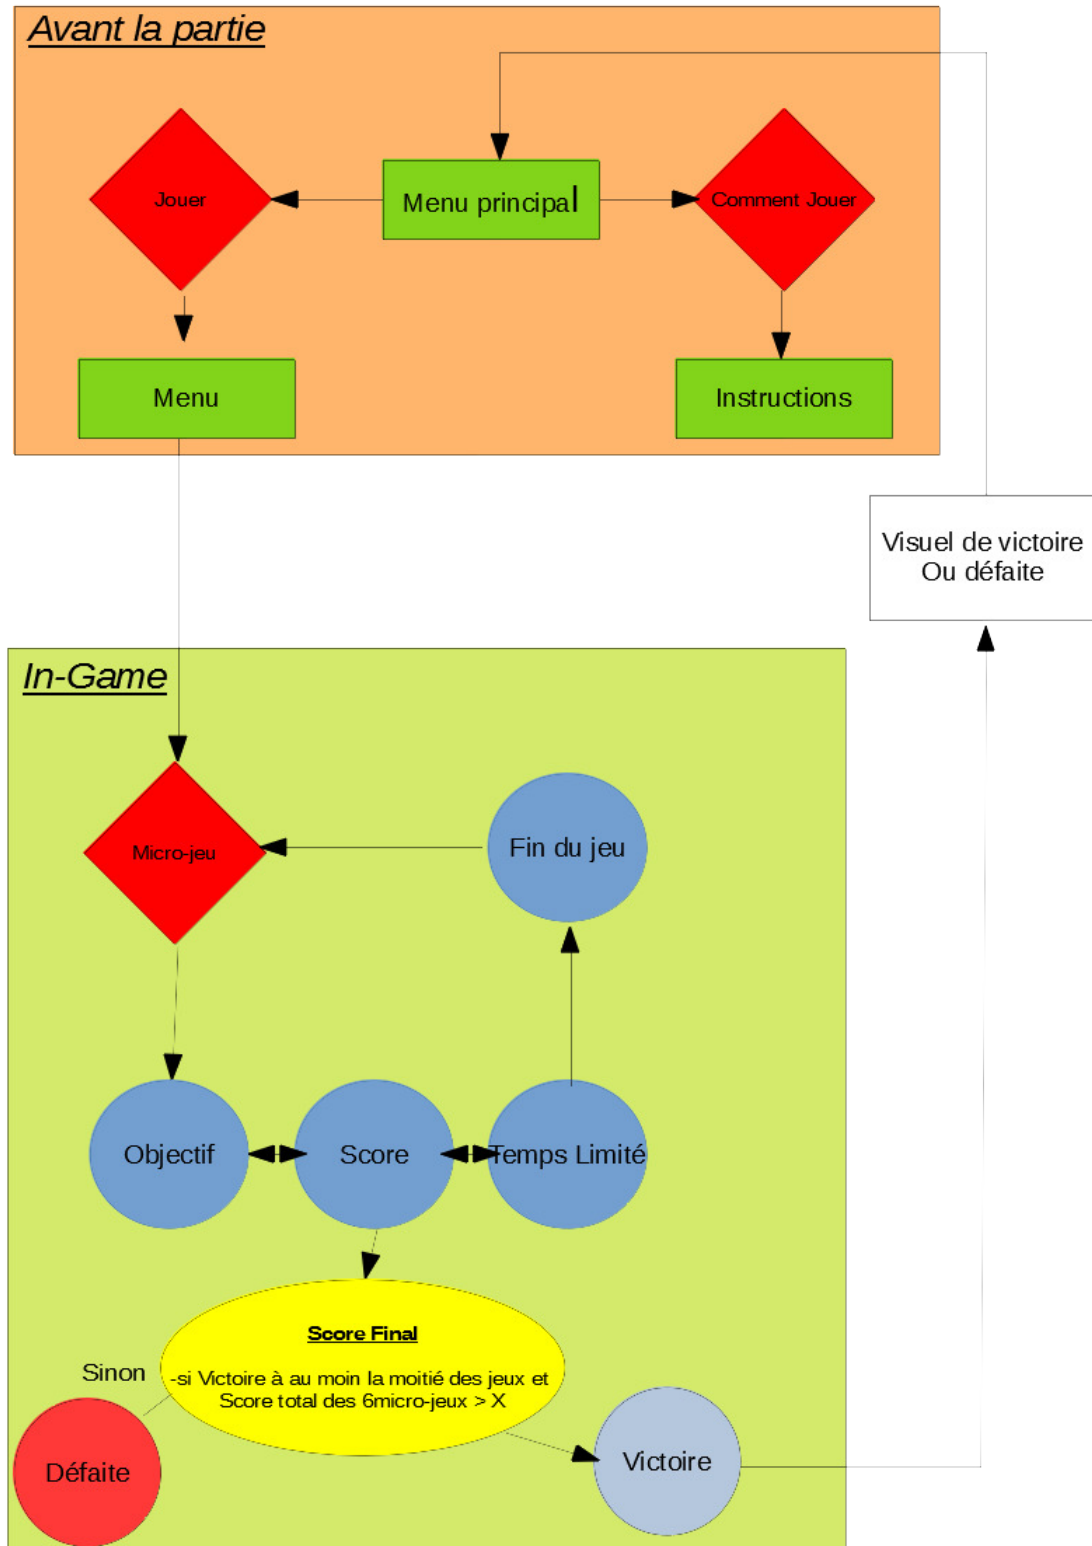 Avant la partie
Jouer
Menu principal
Comment Jouer
Menu
Instructions
Visuel de victoire
Ou défaite
In-Game
Micro-jeu
Fin du jeu
Objectif
Score
Temps Limité
Score Final
Sinon
-si Victoire à au moin la moitié des jeux et
Score total des 6micro-jeux > X
Défaite
Victoire